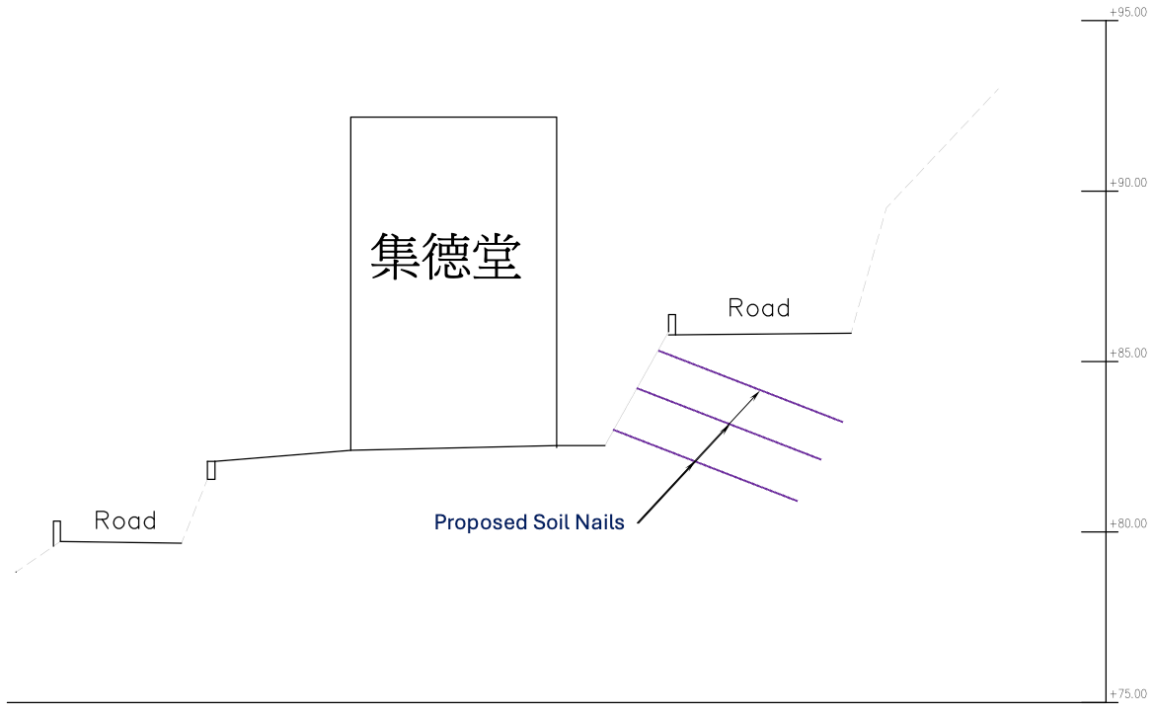 +95.00
+90.00
集德堂
Road
+85.00
Proposed Soil Nails
Road
+80.00
+75.00